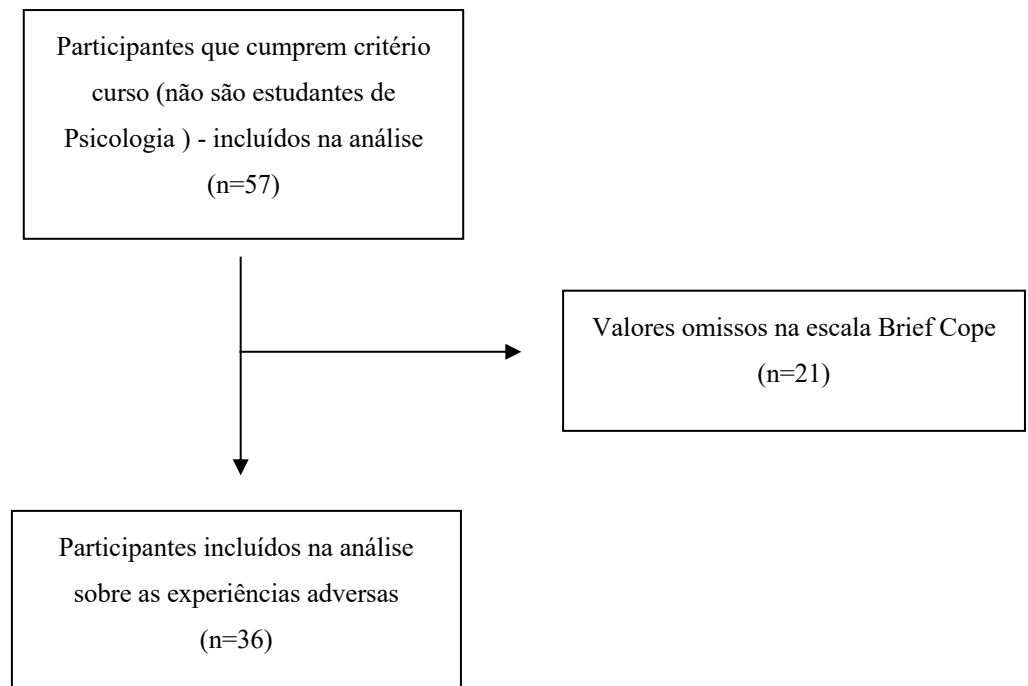 Participantes que cumprem critério
curso (não são estudantes de
Psicologia ) - incluídos na análise
(n=57)
Valores omissos na escala Brief Cope
(n=21)
Participantes incluídos na análise
sobre as experiências adversas
(n=36)